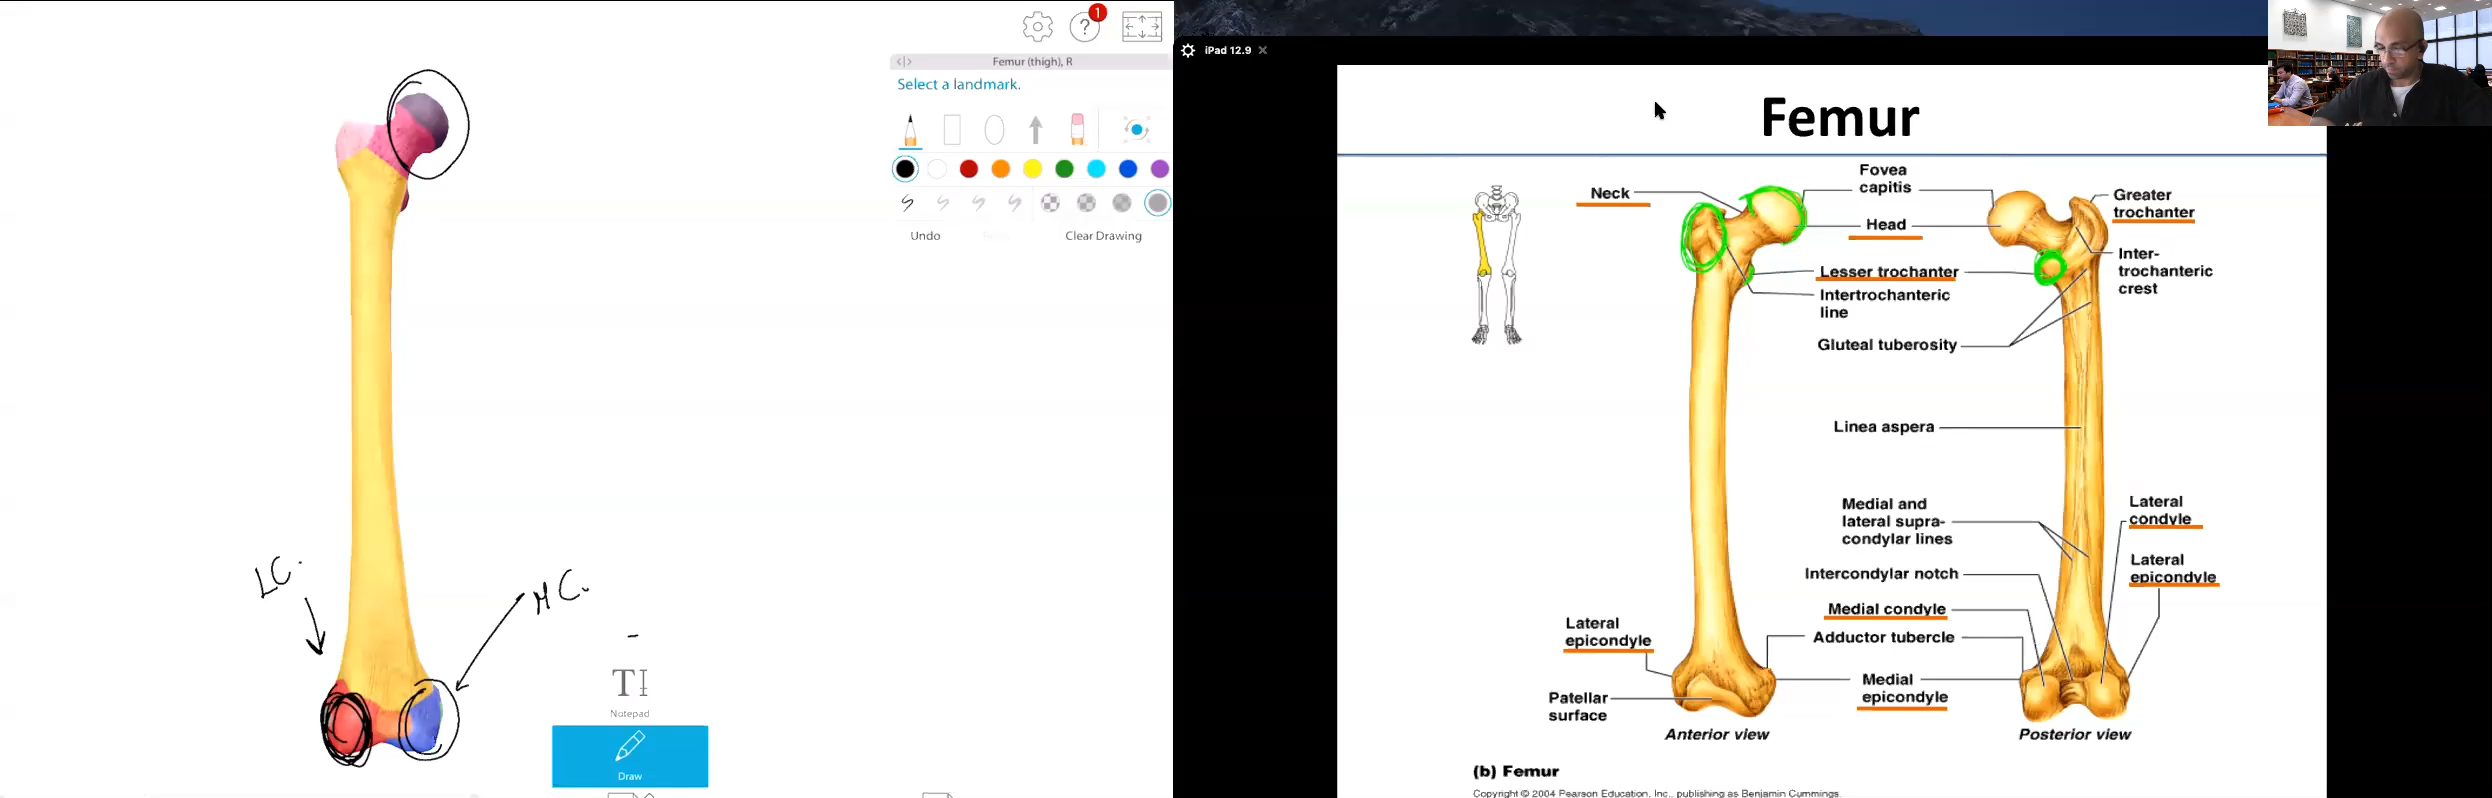 1
Femur (thigh), R
Select a landmark.
Undo
Clear Drawing
LC.
MC.
Notepad
Draw
iPad 12.9
Femur
Neck
Fovea
capitis
Head
Lesser trochanter
Intertrochanteric
line
Gluteal tuberosity
Linea aspera
Medial and
lateral supra-
condylar lines
Intercondylar notch
Medial condyle
Adductor tubercle
Medial
epicondyle
Lateral
epicondyle
Patellar
surface
Greater
trochanter
Inter-
trochanteric
crest
Lateral
condyle
Lateral
epicondyle
Anterior view
Posterior view
(b) Femur
Copyright © 2004 Pearson Education, Inc., publishing as Benjamin Cummings.